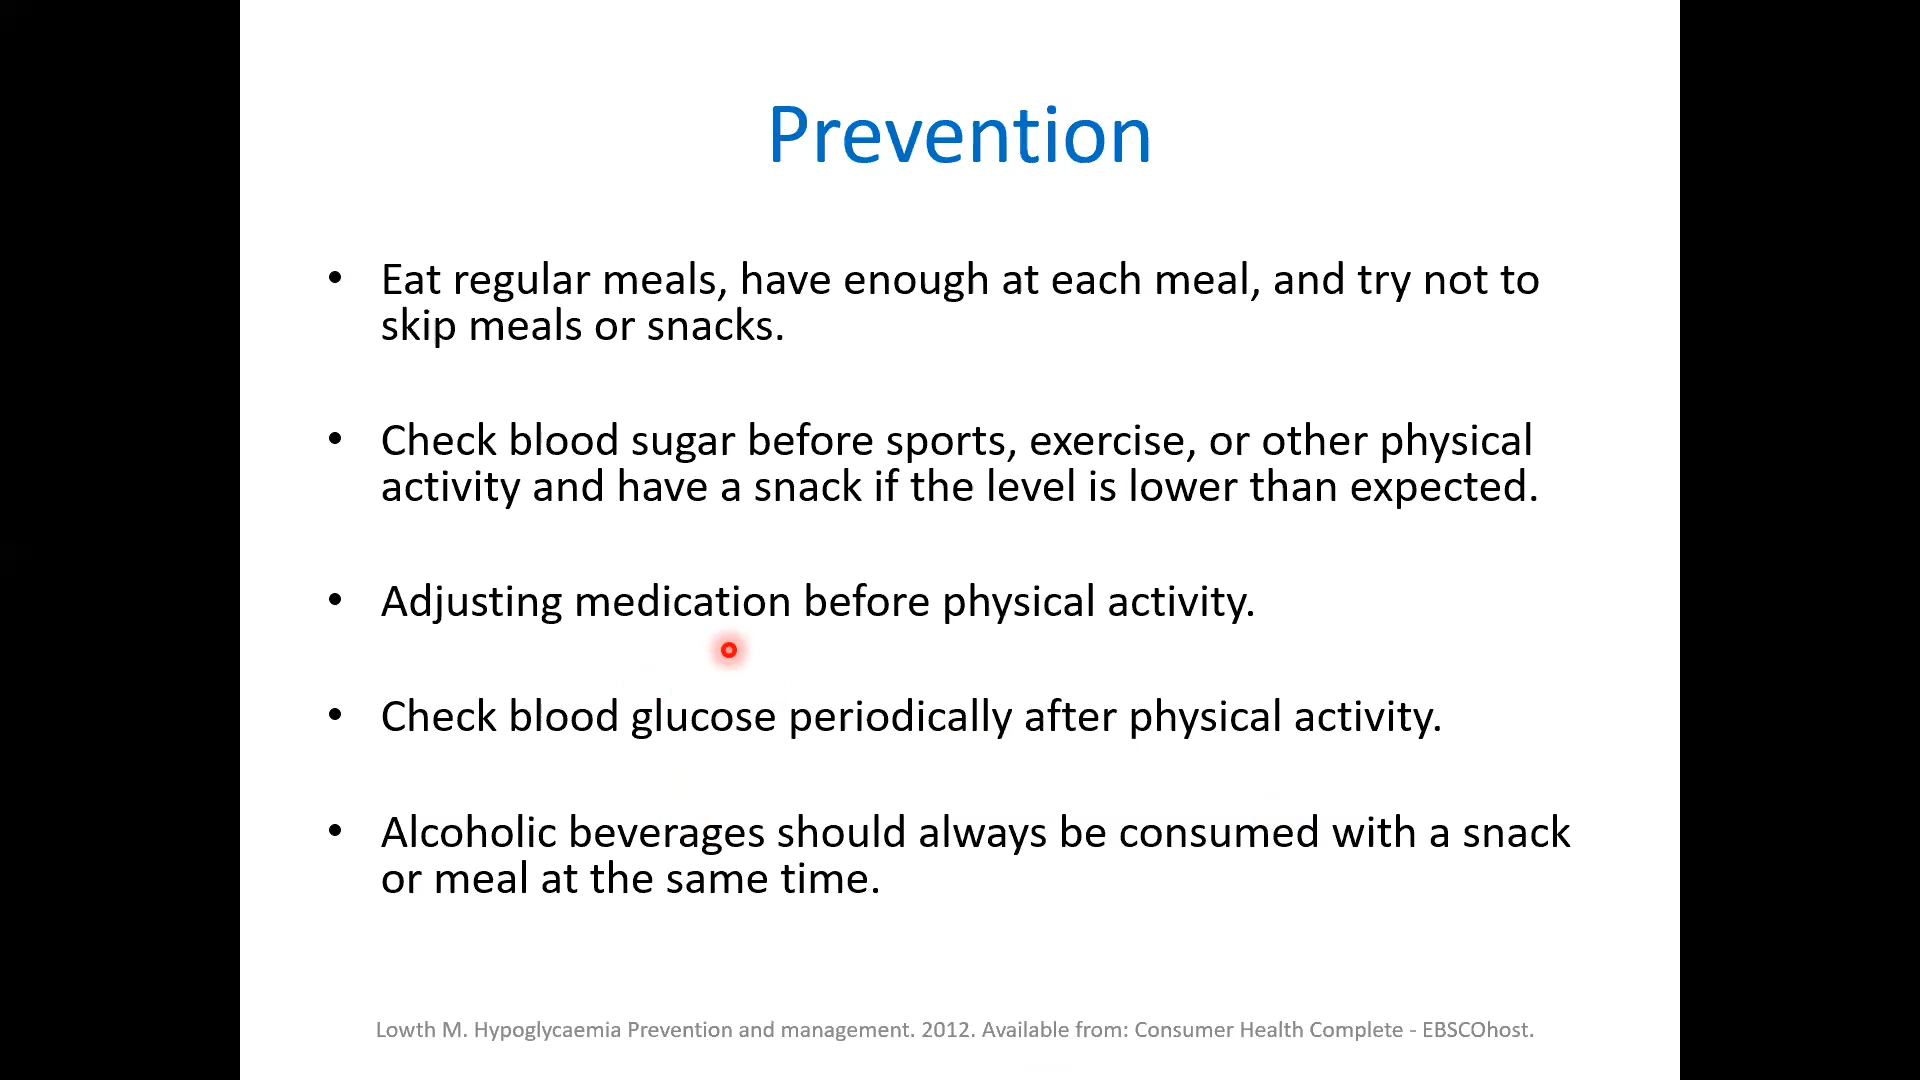 Prevention
• Eat regular meals, have enough at each meal, and try not to
skip meals or snacks.
• Check blood sugar before sports, exercise, or other physical
activity and have a snack if the level is lower than expected.
• Adjusting medication before physical activity.
• Check blood glucose periodically after physical activity.
• Alcoholic beverages should always be consumed with a snack
or meal at the same time.
Lowth M. Hypoglycaemia Prevention and management. 2012. Available from: Consumer Health Complete - EBSCOhost.